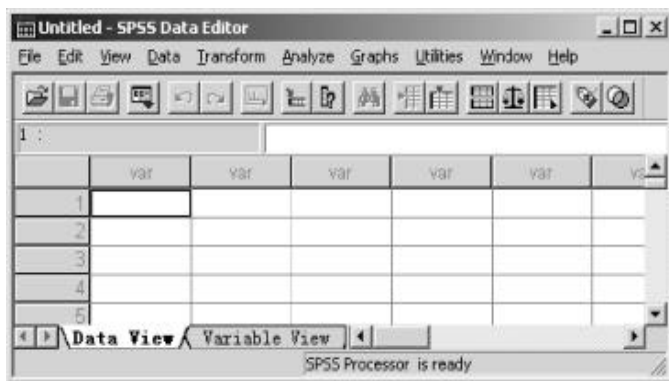 Untitled - SPSS Data Editor
File Edit View Data Transform Analyze Graphs Utilities Window Help
1 :
var var var var var va
1
2
3
4
5
Data View Variable View
SPSS Processor is ready